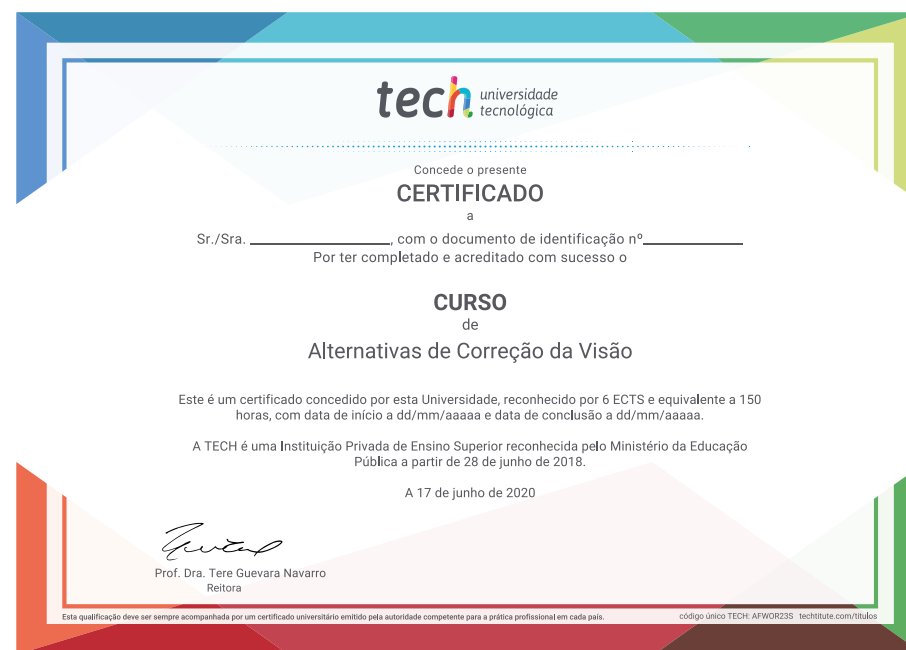 tech universidade
tecnológica
Concede o presente
CERTIFICADO
a
Sr./Sra. ____________________, com o documento de identificação nº______________
Por ter completado e acreditado com sucesso o
CURSO
de
Alternativas de Correção da Visão
Este é um certificado concedido por esta Universidade, reconhecido por 6 ECTS e equivalente a 150
horas, com data de início a dd/mm/aaaaa e data de conclusão a dd/mm/aaaaa.
A TECH é uma Instituição Privada de Ensino Superior reconhecida pelo Ministério da Educação
Pública a partir de 28 de junho de 2018.
A 17 de junho de 2020
Prof. Dra. Tere Guevara Navarro
Reitora
Esta qualificação deve ser sempre acompanhada por um certificado universitário emitido pela autoridade competente para a prática profissional em cada país.
código único TECH: AFWOR23S techtitute.com/titulos